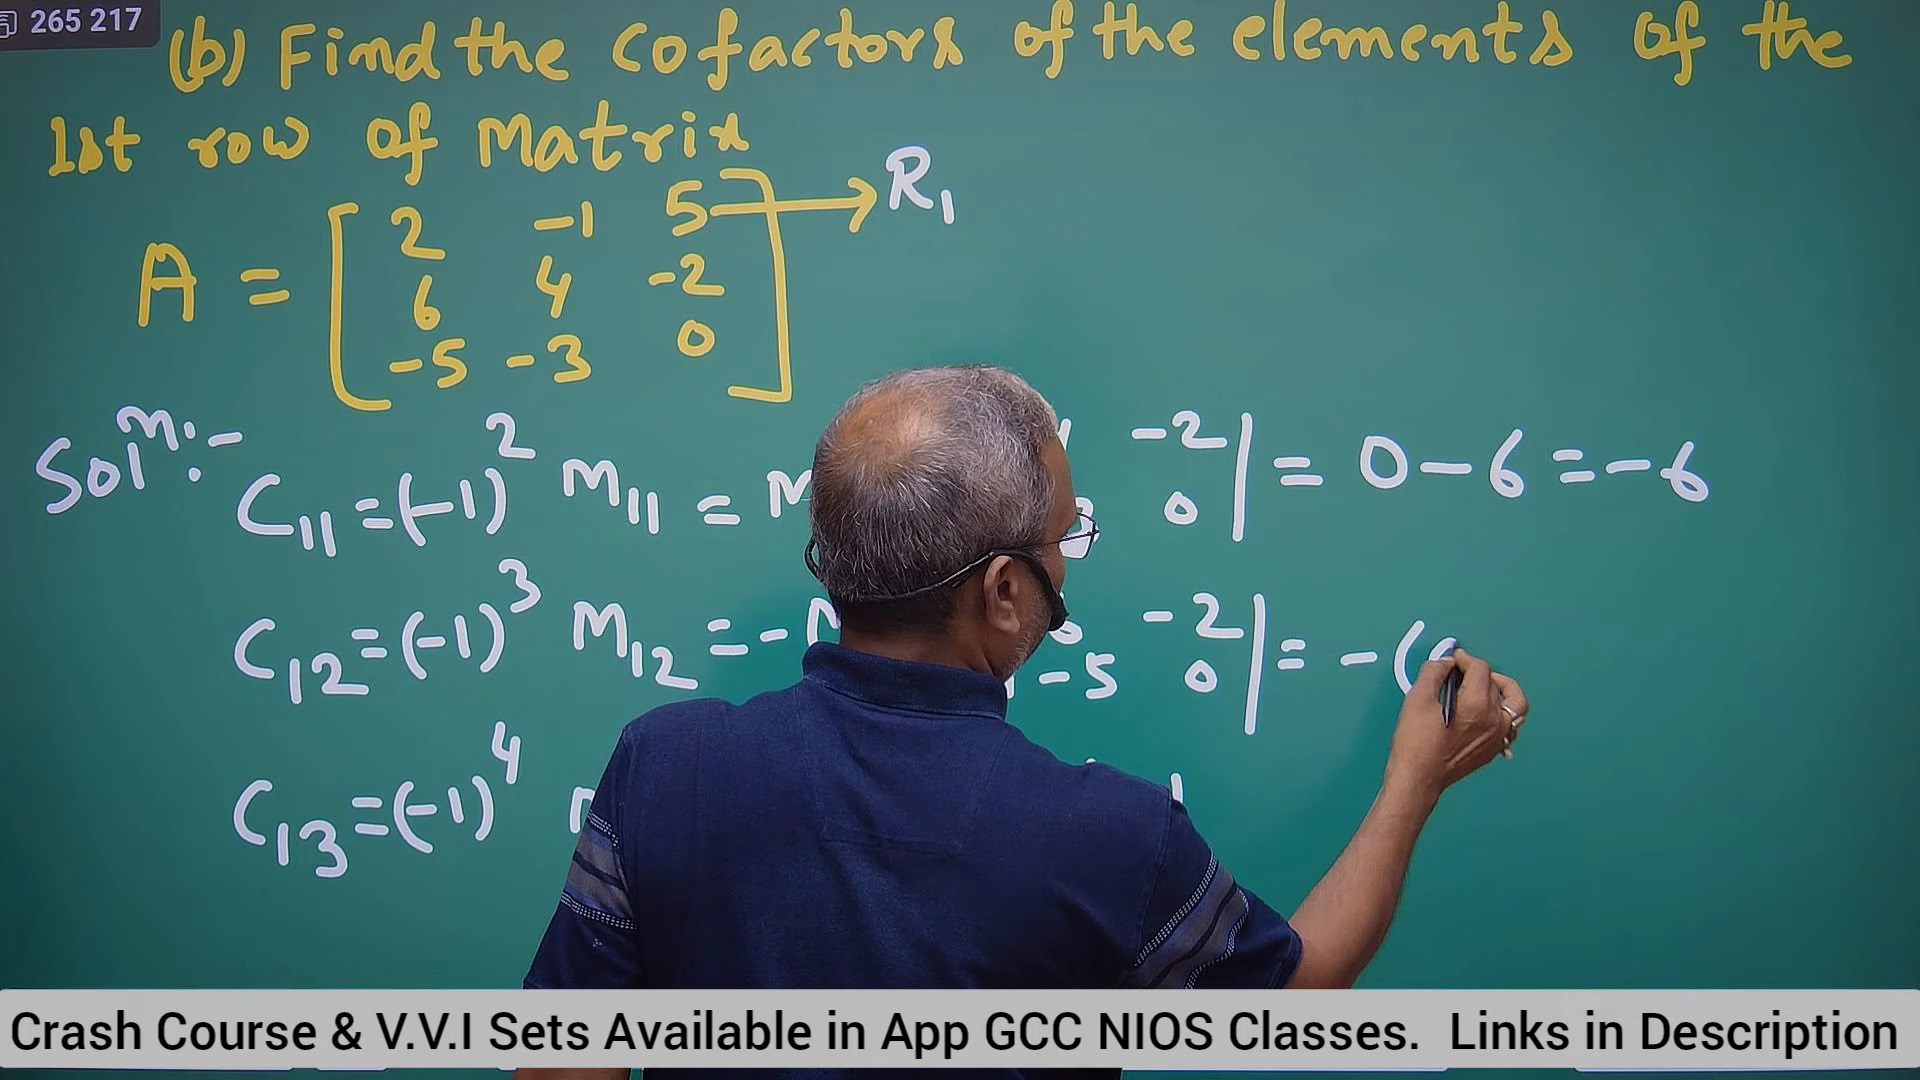 265 217
(b) Find the cofactors of the elements of the
1st row of Matrix
A = [ 2 -1 5 ] → R₁
6 4 -2
-5 -3 0
Solⁿ:-
C₁₁ = (-1)² M₁₁ = -2 0 | = 0 - 6 = -6
C₁₂ = (-1)³ M₁₂ = - -2 -5 0 | = - (
C₁₃ = (-1)⁴
Crash Course & V.V.I Sets Available in App GCC NIOS Classes. Links in Description